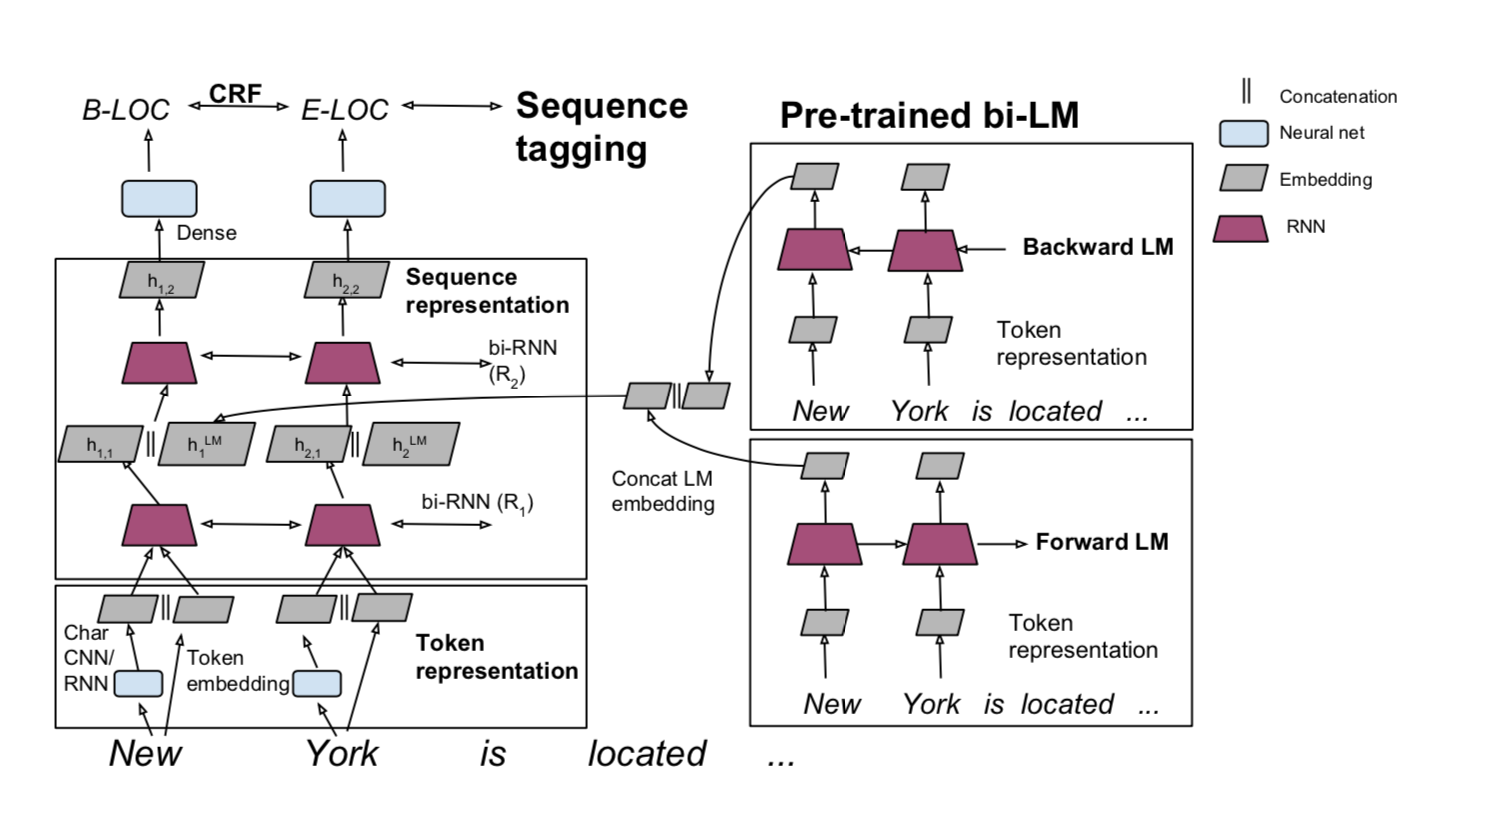 B-LOC
CRF
E-LOC
Sequence
tagging
Dense
h1,2
h2,2
Sequence
representation
bi-RNN
(R2)
h1,1
h1LM
h2,1
h2LM
bi-RNN (R1)
Char
CNN/
RNN
Token
embedding
Token
representation
New York is located ...
Concat LM
embedding
Pre-trained bi-LM
Backward LM
Token
representation
New York is located ...
Forward LM
Token
representation
New York is located ...
|| Concatenation
Neural net
Embedding
RNN